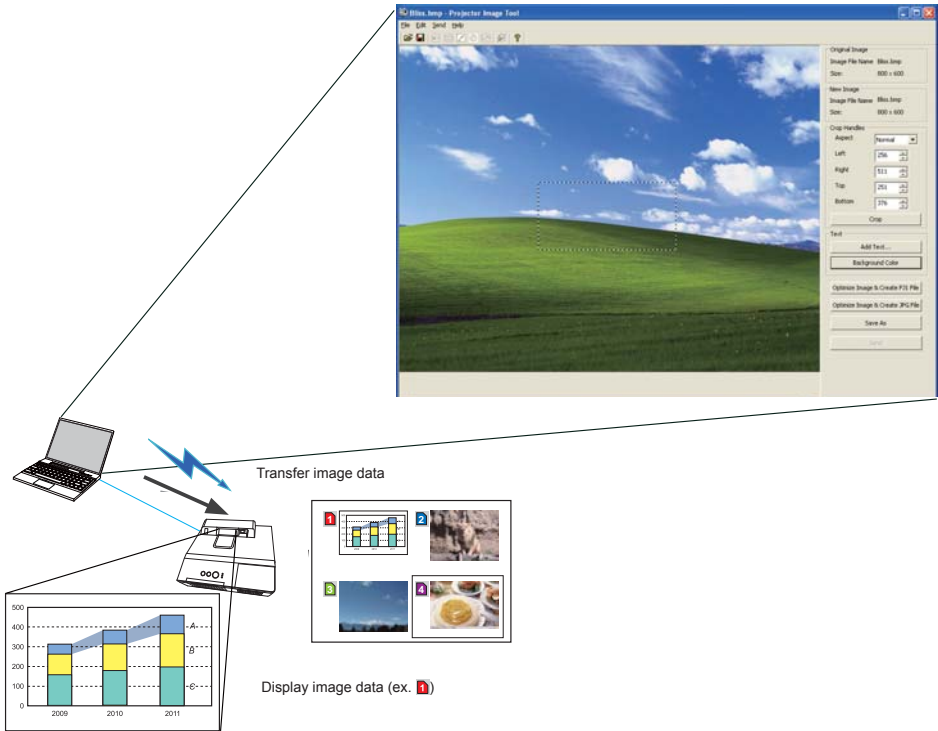 Bliss.bmp - Projector Image Tool
File Edit Send Help
Original Image
Image File Name Bliss.bmp
Size: 800 x 600
New Image
Image File Name Bliss.bmp
Size: 800 x 600
Crop Handles
Aspect Normal
Left 256
Right 511
Top 251
Bottom 376
Crop
Text
Add Text...
Background Color
Optimize Image & Create PJI File
Optimize Image & Create JPG File
Save As
Send
Transfer image data
1
2
3
4
500
400
300
200
100
0
A
B
C
2009 2010 2011
Display image data (ex. 1)